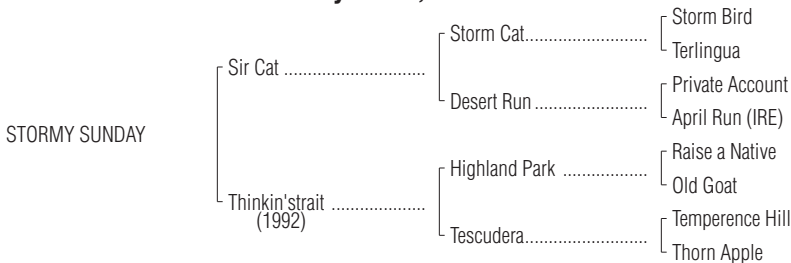 Storm Bird
Storm Cat
Terlingua
Sir Cat
Private Account
Desert Run
April Run (IRE)
STORMY SUNDAY
Raise a Native
Highland Park
Old Goat
Thinkin'strait
(1992)
Temperence Hill
Tescudera
Thorn Apple